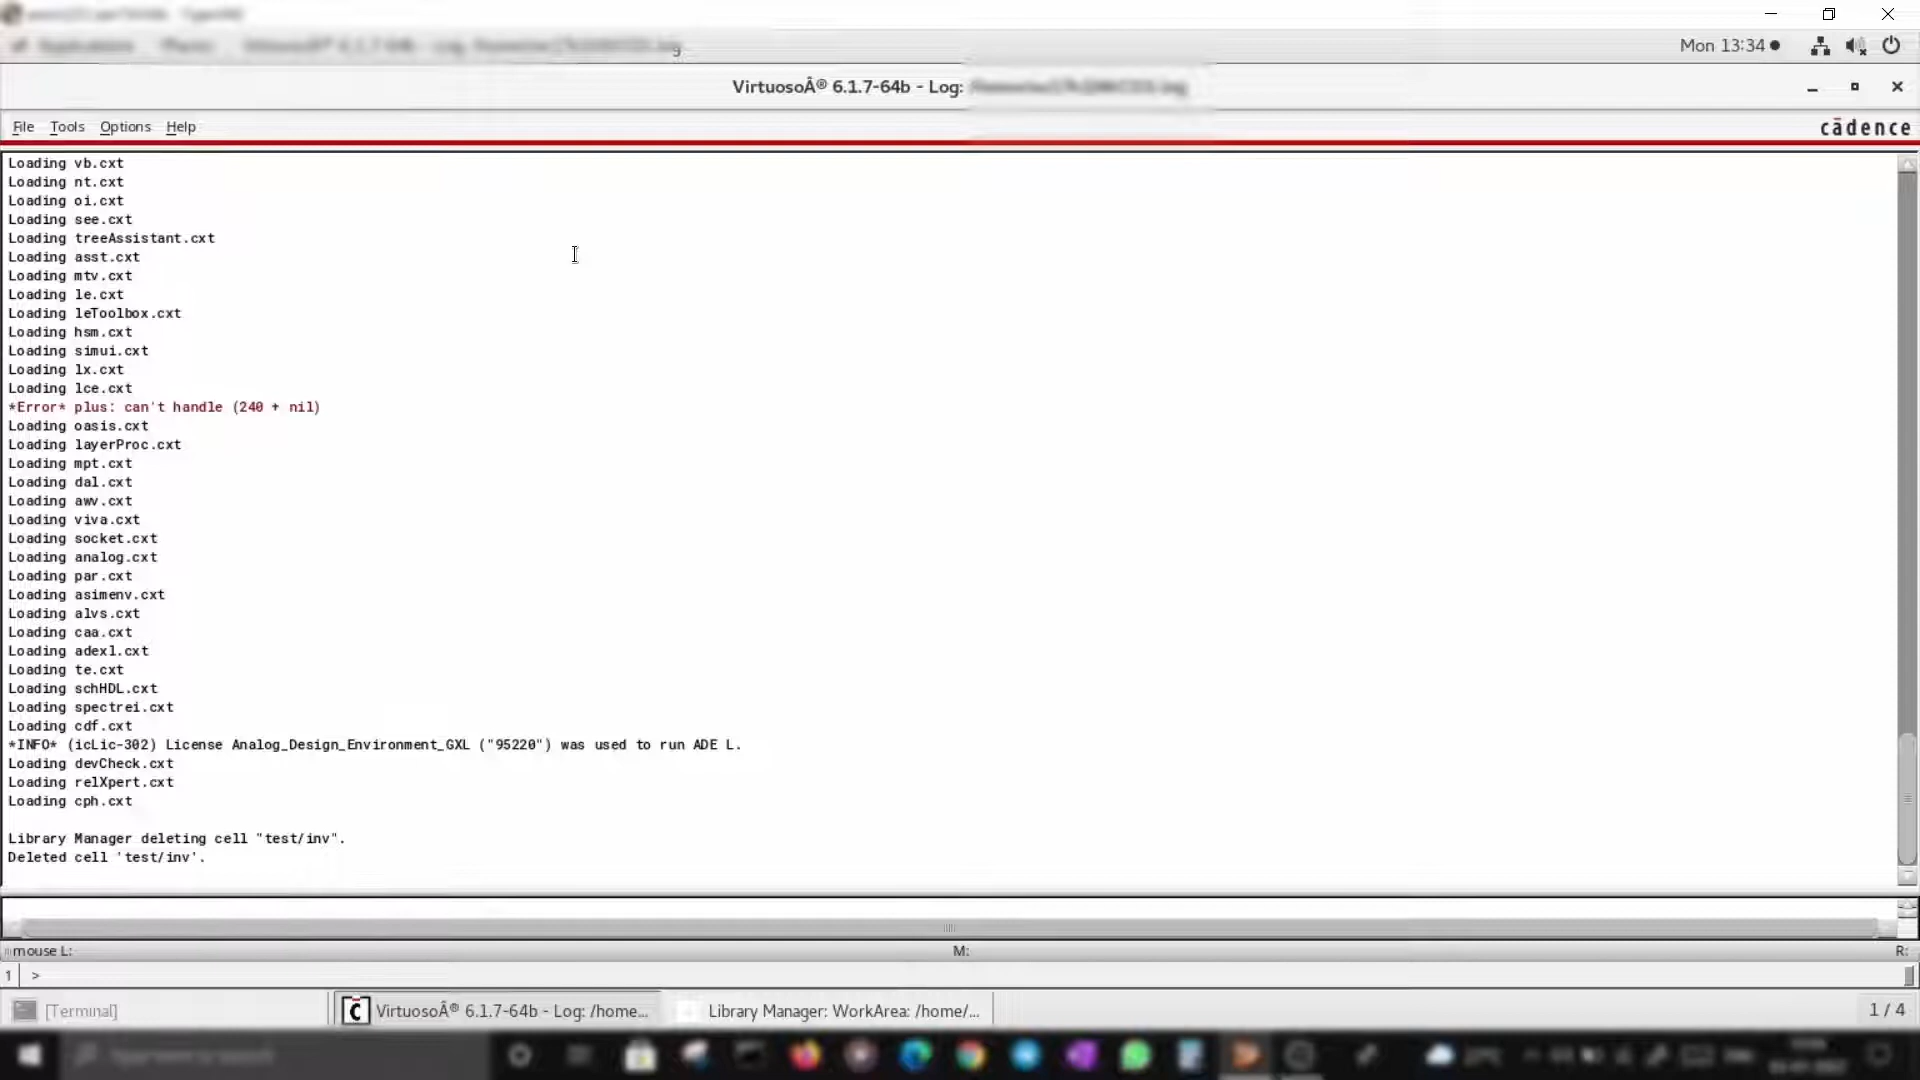 Mon 13:34
VirtuosoÂ® 6.1.7-64b - Log:
File Tools Options Help
cādence
Loading vb.cxt
Loading nt.cxt
Loading oi.cxt
Loading see.cxt
Loading treeAssistant.cxt
Loading asst.cxt
Loading mtv.cxt
Loading le.cxt
Loading leToolbox.cxt
Loading hsm.cxt
Loading simui.cxt
Loading lx.cxt
Loading lce.cxt
*Error* plus: can't handle (240 + nil)
Loading oasis.cxt
Loading layerProc.cxt
Loading mpt.cxt
Loading dal.cxt
Loading awv.cxt
Loading viva.cxt
Loading socket.cxt
Loading analog.cxt
Loading par.cxt
Loading asimenv.cxt
Loading alvs.cxt
Loading caa.cxt
Loading adexl.cxt
Loading te.cxt
Loading schHDL.cxt
Loading spectrei.cxt
Loading cdf.cxt
*INFO* (icLic-302) License Analog_Design_Environment_GXL ("95220") was used to run ADE L.
Loading devCheck.cxt
Loading relXpert.cxt
Loading cph.cxt
Library Manager deleting cell "test/inv".
Deleted cell 'test/inv'.
mouse L: M: R:
1 >
[Terminal] VirtuosoÂ® 6.1.7-64b - Log: /home... Library Manager: WorkArea: /home/... 1 / 4